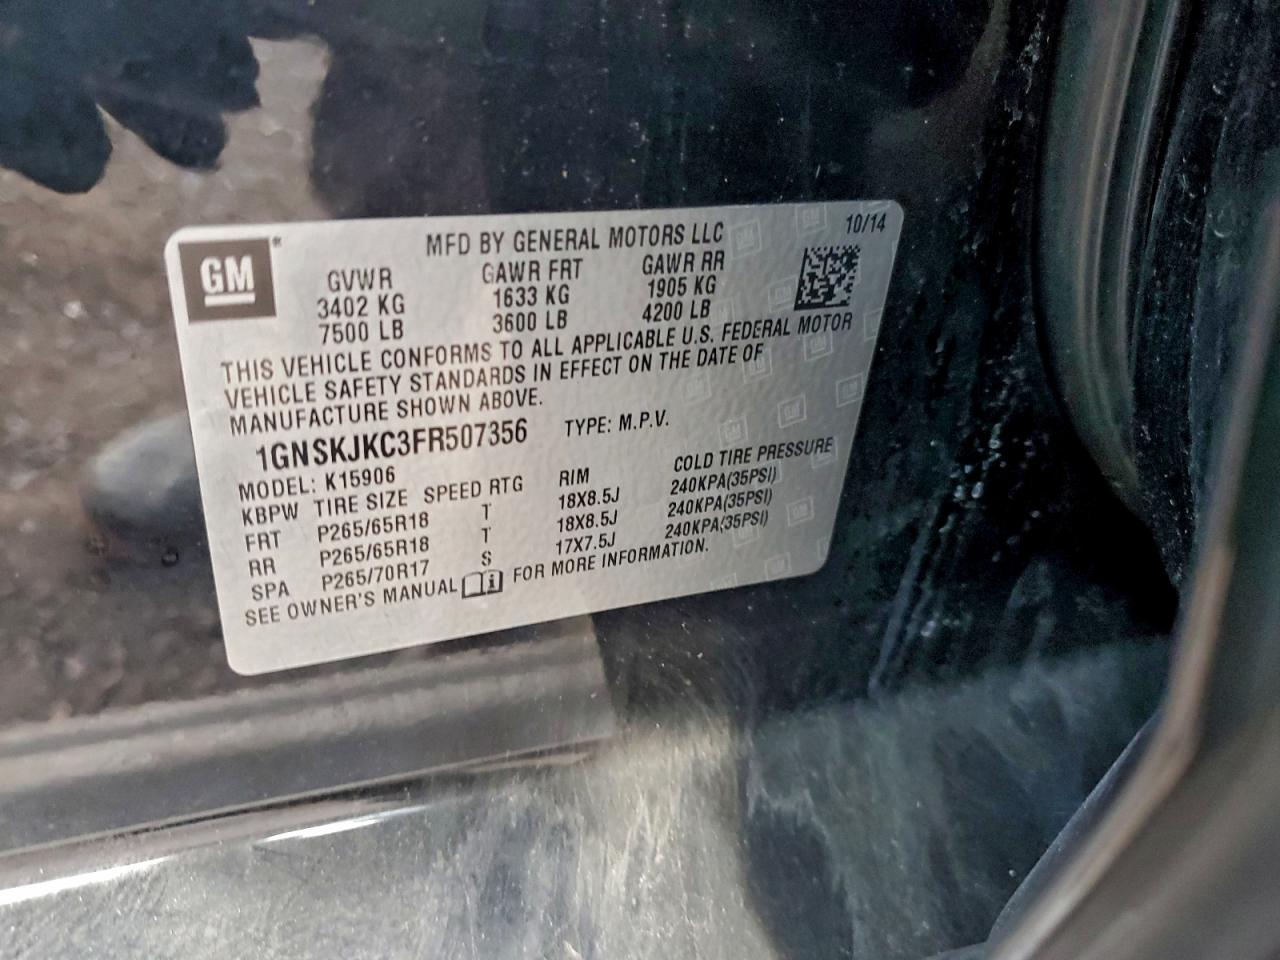 GM
MFD BY GENERAL MOTORS LLC
10/14
GVWR GAWR FRT GAWR RR
3402 KG 1633 KG 1905 KG
7500 LB 3600 LB 4200 LB
THIS VEHICLE CONFORMS TO ALL APPLICABLE U.S. FEDERAL MOTOR
VEHICLE SAFETY STANDARDS IN EFFECT ON THE DATE OF
MANUFACTURE SHOWN ABOVE.
1GNSKJKC3FR507356 TYPE: M.P.V.
MODEL: K15906
KBPW TIRE SIZE SPEED RTG RIM COLD TIRE PRESSURE
FRT P265/65R18 T 18X8.5J 240KPA(35PSI)
RR P265/65R18 T 18X8.5J 240KPA(35PSI)
SPA P265/70R17 S 17X7.5J 240KPA(35PSI)
SEE OWNER'S MANUAL FOR MORE INFORMATION.